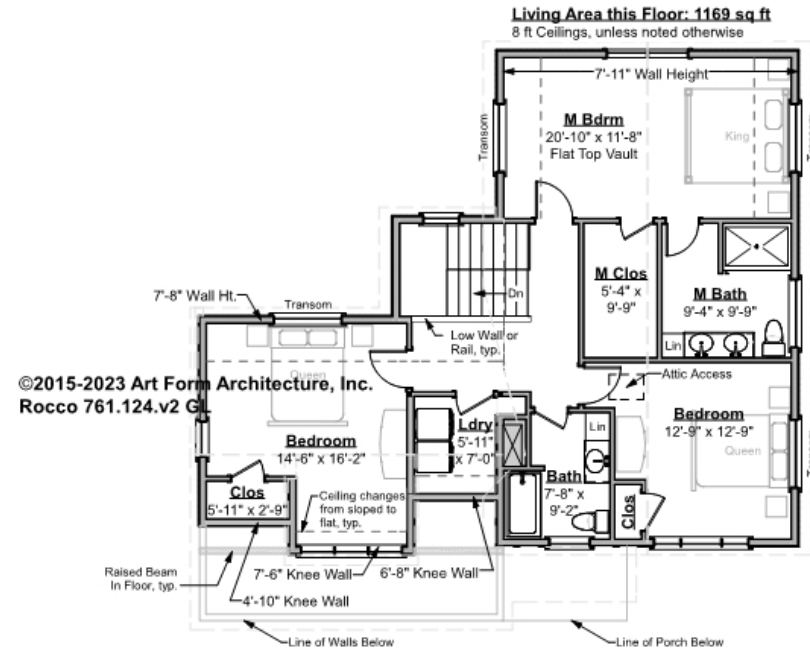 Living Area this Floor: 1169 sq ft
8 ft Ceilings, unless noted otherwise
7'-11" Wall Height
Transom
M Bdrm
20'-10" x 11'-8"
Flat Top Vault
King
M Clos
5'-4" x
9'-9"
M Bath
9'-4" x 9'-9"
Lin
Dn
7'-8" Wall Ht.
Transom
Low Wall or
Rail, typ.
Queen
©2015-2023 Art Form Architecture, Inc.
Rocco 761.124.v2 GL
Attic Access
Bedroom
14'-6" x 16'-2"
Ldry
5'-11"
x 7'-0"
Lin
Bedroom
12'-9" x 12'-9"
Queen
Bath
7'-8" x
9'-2"
Clos
5'-11" x 2'-9"
Clos
Ceiling changes
from sloped to
flat, typ.
Raised Beam
In Floor, typ.
7'-6" Knee Wall
6'-8" Knee Wall
4'-10" Knee Wall
Line of Walls Below
Line of Porch Below